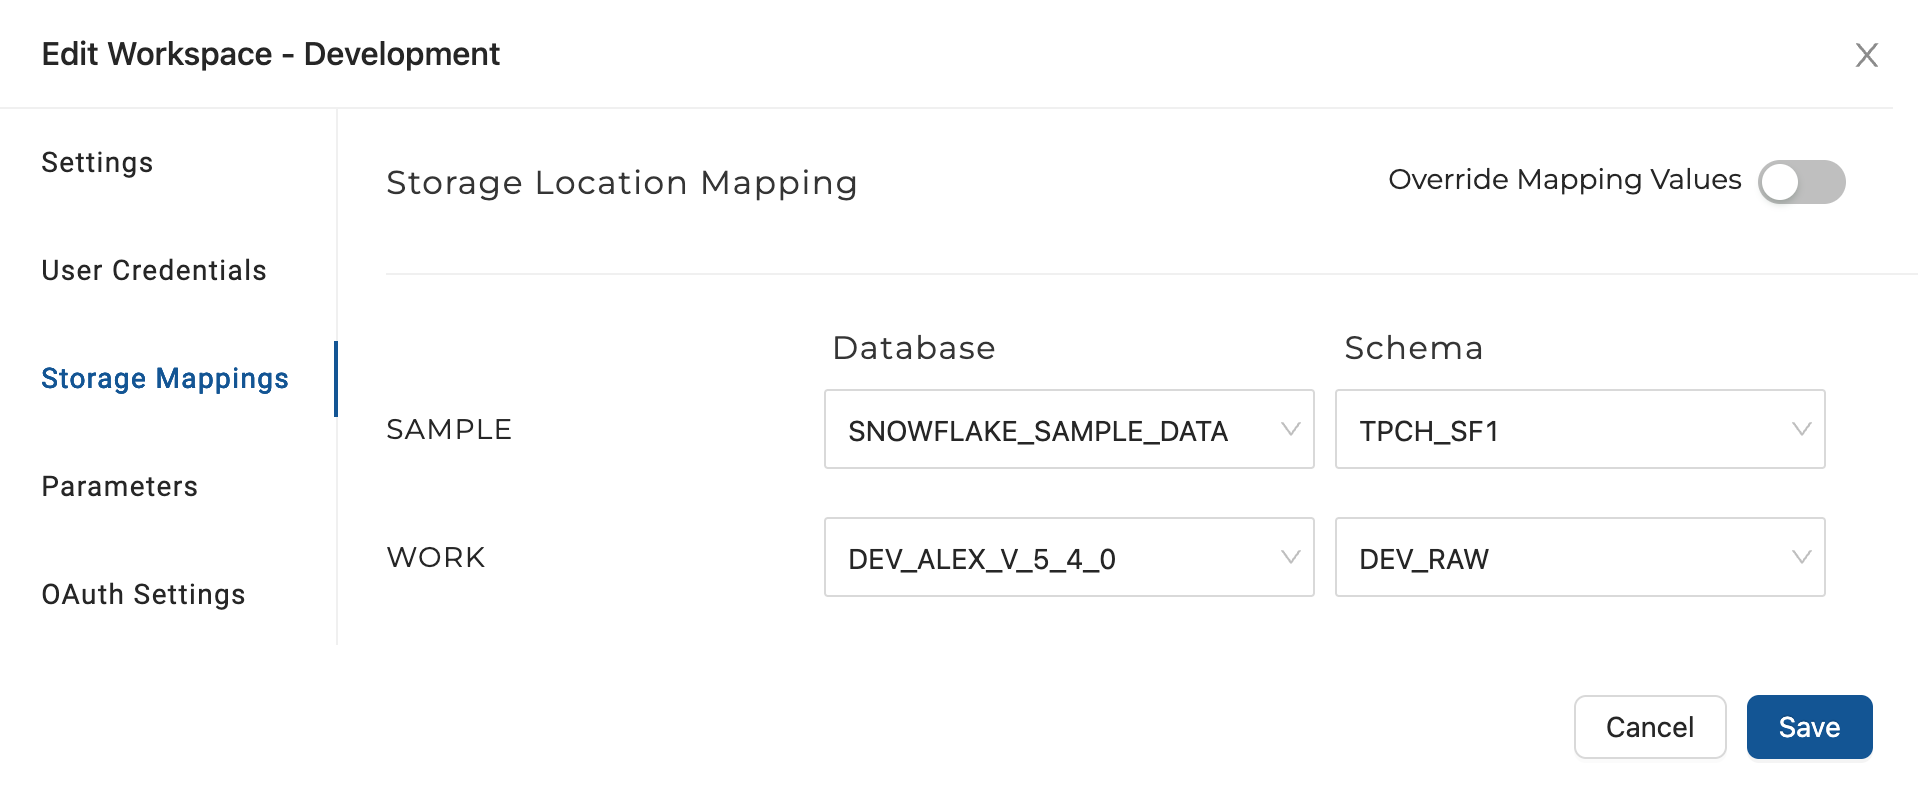 Edit Workspace - Development
Settings
User Credentials
Storage Mappings
Parameters
OAuth Settings
Storage Location Mapping
Override Mapping Values
Database Schema
SAMPLE SNOWFLAKE_SAMPLE_DATA TPCH_SF1
WORK DEV_ALEX_V_5_4_0 DEV_RAW
Cancel Save